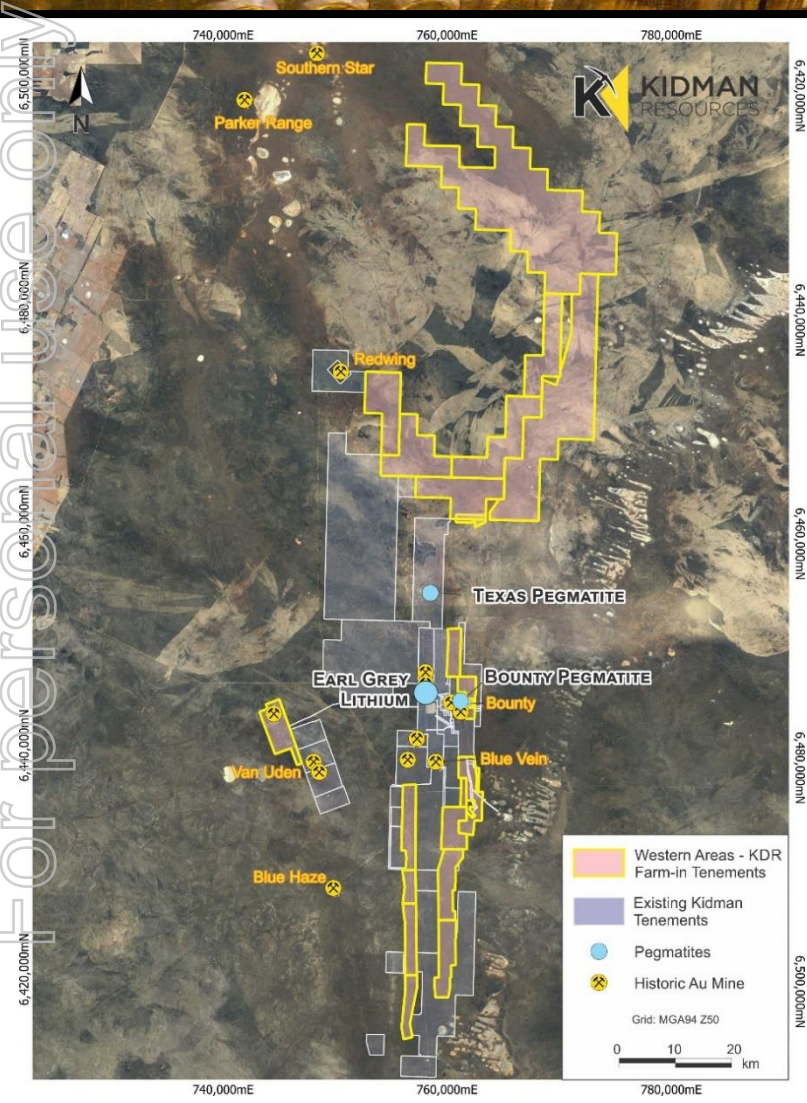 For personal use only
740,000mE
760,000mE
780,000mE
6,500,000mN
6,420,000mN
Southern Star
Parker Range
N
KIDMAN
RESOURCES
6,480,000mN
6,440,000mN
Redwing
6,460,000mN
6,460,000mN
TEXAS PEGMATITE
EARL GREY
LITHIUM
BOUNTY PEGMATITE
Bounty
6,440,000mN
6,480,000mN
Van Uden
Blue Vein
Blue Haze
Western Areas - KDR
Farm-in Tenements
Existing Kidman
Tenements
Pegmatites
Historic Au Mine
Grid: MGA94 Z50
0 10 20
km
6,420,000mN
6,500,000mN
740,000mE
760,000mE
780,000mE